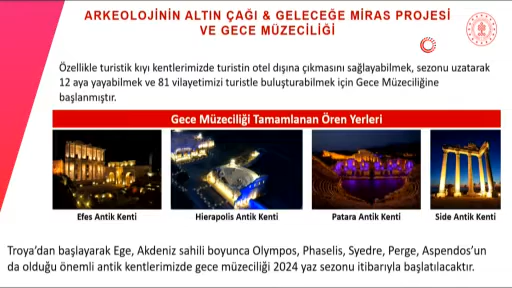 ARKEOLOJİNİN ALTIN ÇAĞI & GELECEĞE MİRAS PROJESİ
VE GECE MÜZECİLİĞİ
Özellikle turistik kıyı kentlerimizde turistin otel dışına çıkmasını sağlayabilmek, sezonu uzatarak
12 aya yayabilmek ve 81 vilayetimizi turistle buluşturabilmek için Gece Müzeciliğine
başlanmıştır.
Gece Müzeciliği Tamamlanan Ören Yerleri
Efes Antik Kenti
Hierapolis Antik Kenti
Patara Antik Kenti
Side Antik Kenti
Troya’dan başlayarak Ege, Akdeniz sahili boyunca Olympos, Phaselis, Syedre, Perge, Aspendos’un
da olduğu önemli antik kentlerimizde gece müzeciliği 2024 yaz sezonu itibarıyla başlatılacaktır.